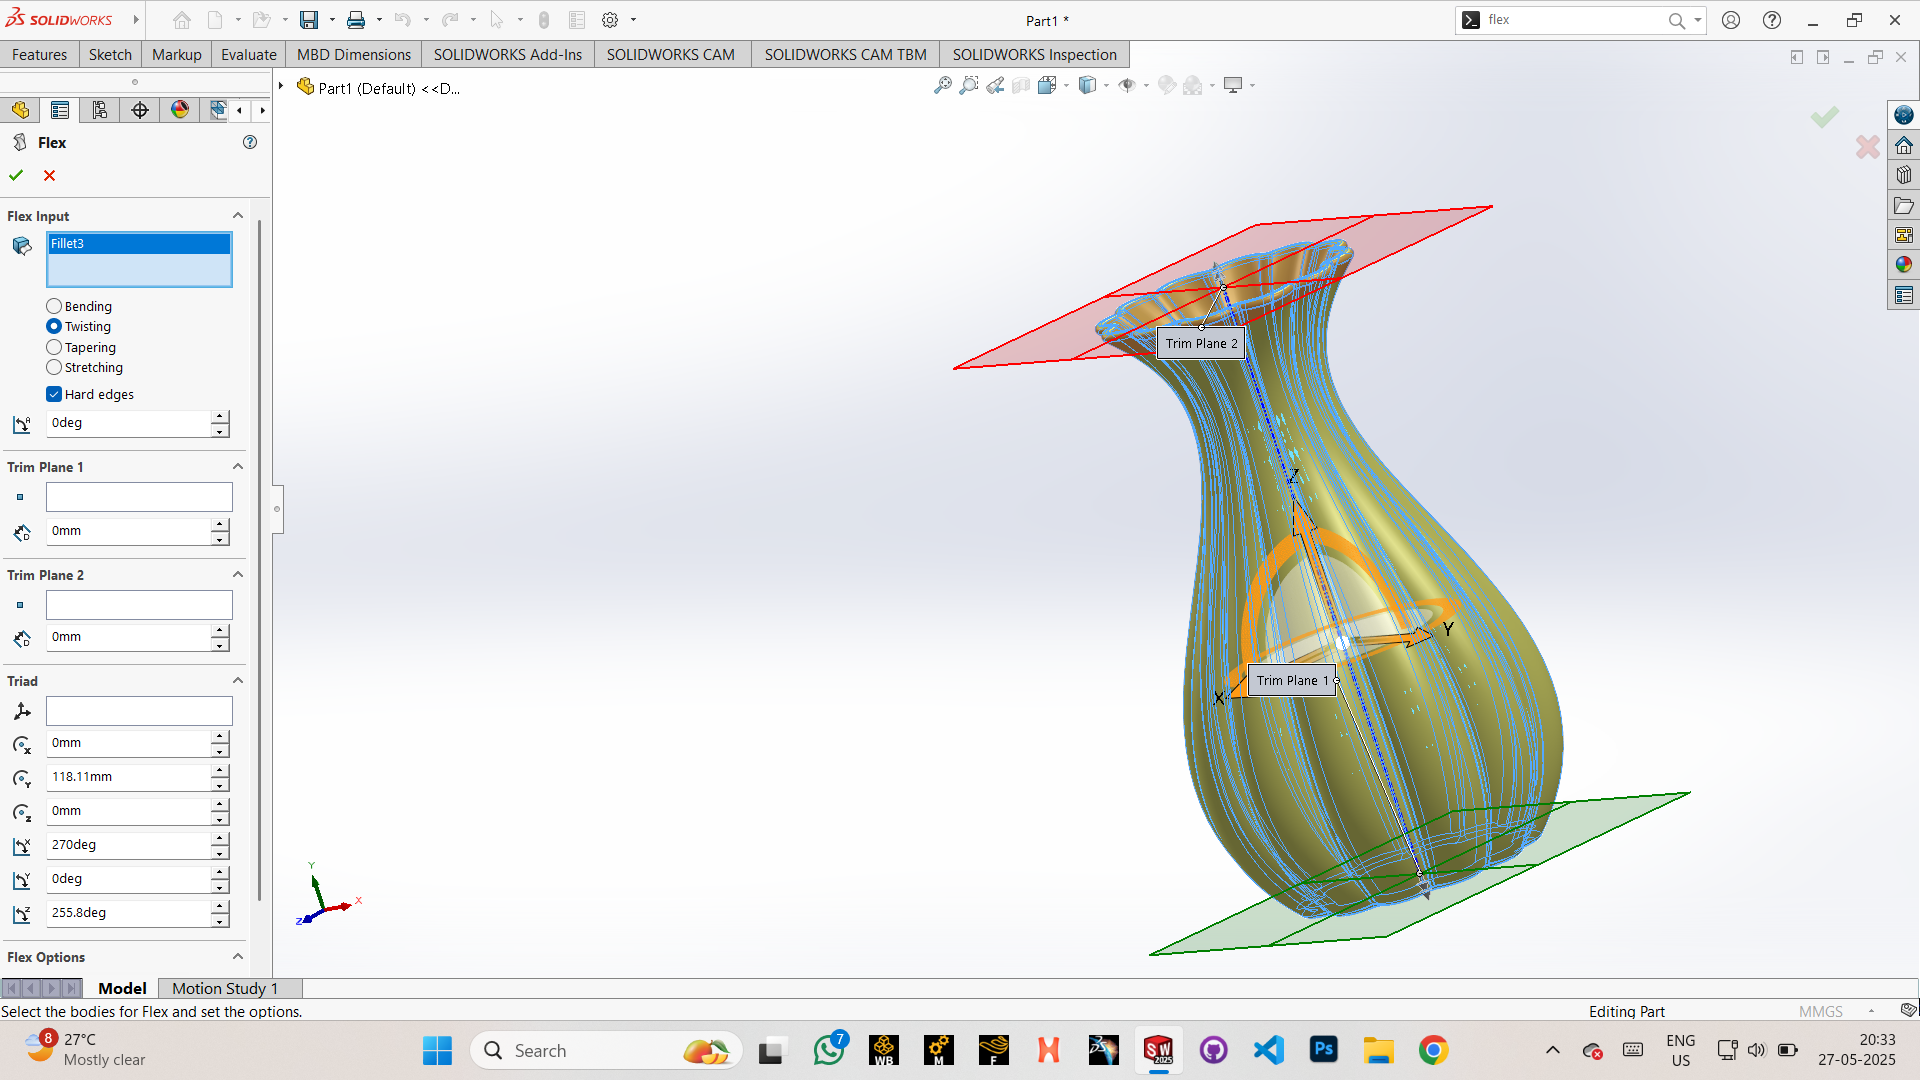 SOLIDWORKS
Part1 *
flex
Features
Sketch
Markup
Evaluate
MBD Dimensions
SOLIDWORKS Add-Ins
SOLIDWORKS CAM
SOLIDWORKS CAM TBM
SOLIDWORKS Inspection
Part1 (Default) <<D...
Flex
Flex Input
Fillet3
Bending
Twisting
Tapering
Stretching
Hard edges
0deg
Trim Plane 1
0mm
Trim Plane 2
0mm
Triad
0mm
118.11mm
0mm
270deg
0deg
255.8deg
Flex Options
Trim Plane 2
Z
Y
X
Trim Plane 1
Y
X
Z
Model
Motion Study 1
Select the bodies for Flex and set the options.
Editing Part
MMGS
8
27°C
Mostly clear
Search
7
WB
M
F
SW
2025
Ps
ENG
US
20:33
27-05-2025